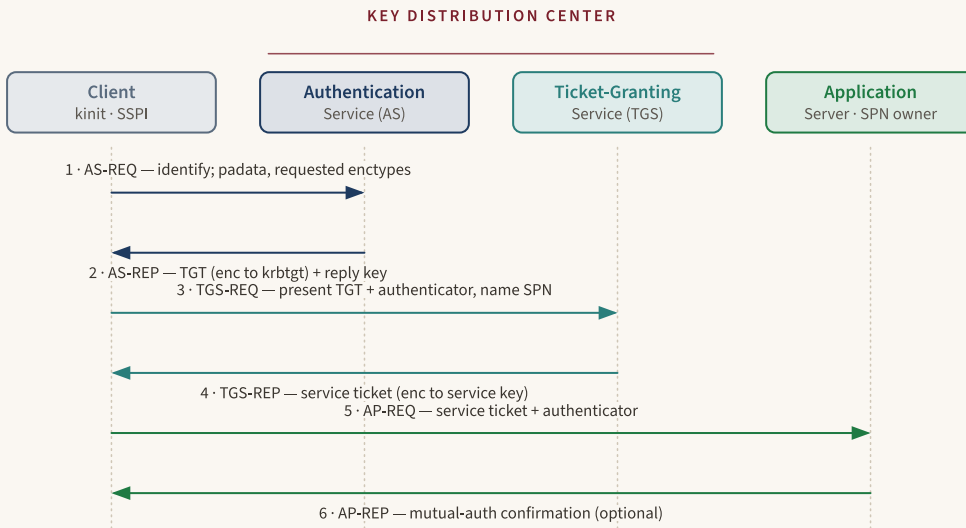 KEY DISTRIBUTION CENTER
Client
kinit · SSPI
Authentication
Service (AS)
Ticket-Granting
Service (TGS)
Application
Server · SPN owner
1 · AS-REQ — identify; padata, requested enctypes
2 · AS-REP — TGT (enc to krbtgt) + reply key
3 · TGS-REQ — present TGT + authenticator, name SPN
4 · TGS-REP — service ticket (enc to service key)
5 · AP-REQ — service ticket + authenticator
6 · AP-REP — mutual-auth confirmation (optional)